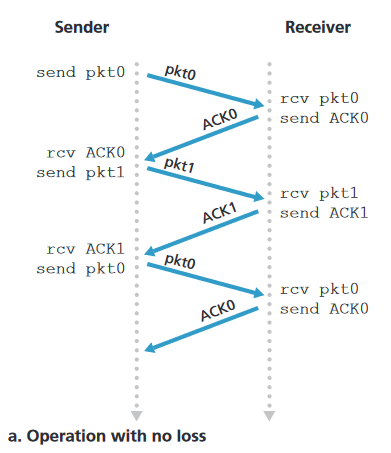 Sender
Receiver
send pkt0
pkt0
rcv pkt0
send ACK0
ACK0
rcv ACK0
send pkt1
pkt1
rcv pkt1
send ACK1
ACK1
rcv ACK1
send pkt0
pkt0
rcv pkt0
send ACK0
ACK0
a. Operation with no loss